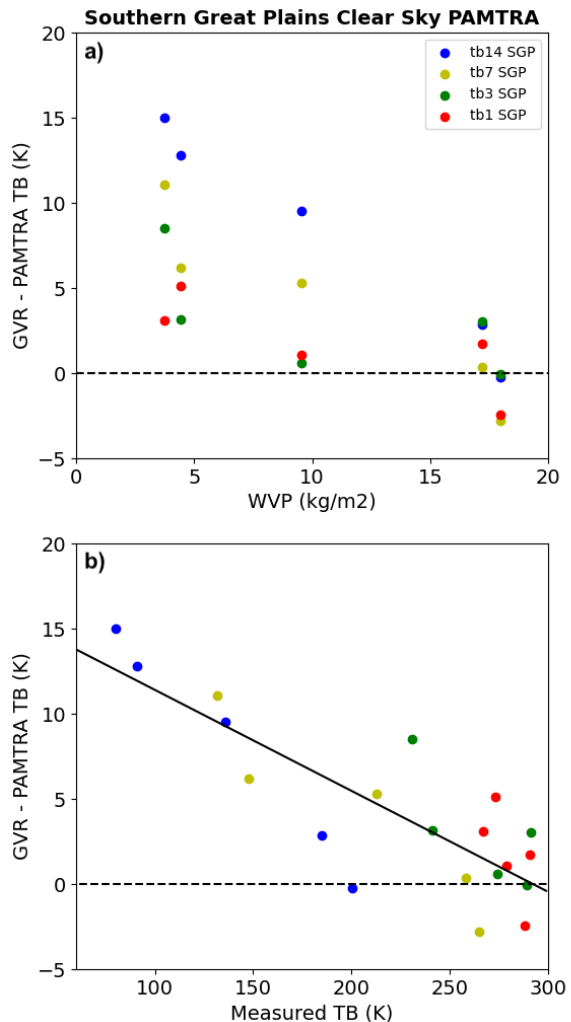 Southern Great Plains Clear Sky PAMTRA
a)
tb14 SGP
tb7 SGP
tb3 SGP
tb1 SGP
20
15
10
5
0
−5
GVR - PAMTRA TB (K)
0 5 10 15 20
WVP (kg/m2)
b)
20
15
10
5
0
−5
GVR - PAMTRA TB (K)
100 150 200 250 300
Measured TB (K)